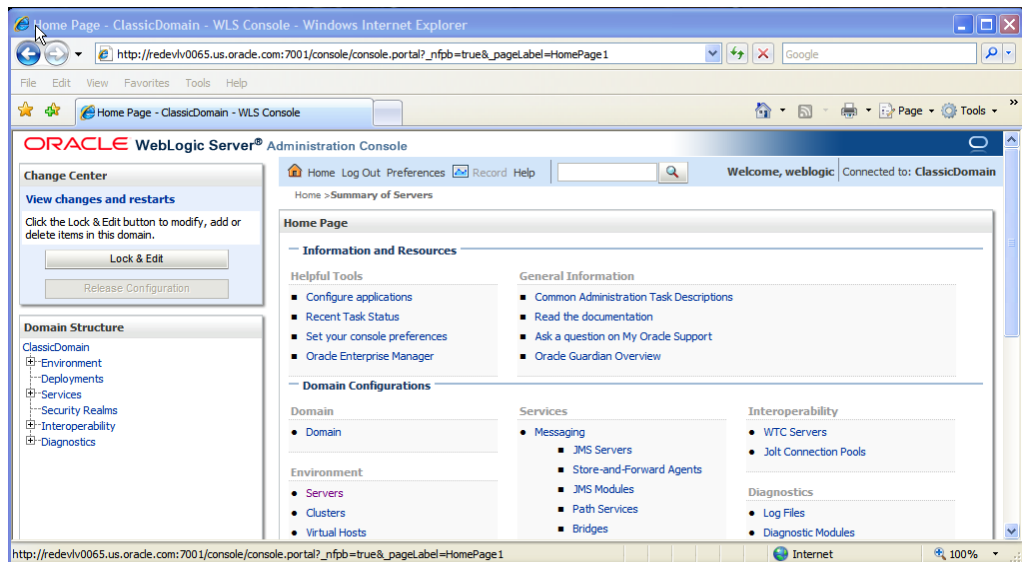 Home Page - ClassicDomain - WLS Console - Windows Internet Explorer
http://redevlv0065.us.oracle.com:7001/console/console.portal?_nfpb=true&_pageLabel=HomePage1
Google
File Edit View Favorites Tools Help
Home Page - ClassicDomain - WLS Console
Page Tools »
ORACLE WebLogic Server® Administration Console
Change Center
View changes and restarts
Click the Lock & Edit button to modify, add or
delete items in this domain.
Lock & Edit
Release Configuration
Domain Structure
ClassicDomain
Environment
Deployments
Services
Security Realms
Interoperability
Diagnostics
Home Log Out Preferences Record Help
Welcome, weblogic Connected to: ClassicDomain
Home >Summary of Servers
Home Page
Information and Resources
Helpful Tools
Configure applications
Recent Task Status
Set your console preferences
Oracle Enterprise Manager
General Information
Common Administration Task Descriptions
Read the documentation
Ask a question on My Oracle Support
Oracle Guardian Overview
Domain Configurations
Domain
Domain
Environment
Servers
Clusters
Virtual Hosts
Services
Messaging
JMS Servers
Store-and-Forward Agents
JMS Modules
Path Services
Bridges
Interoperability
WTC Servers
Jolt Connection Pools
Diagnostics
Log Files
Diagnostic Modules
http://redevlv0065.us.oracle.com:7001/console/console.portal?_nfpb=true&_pageLabel=HomePage1
Internet
100%